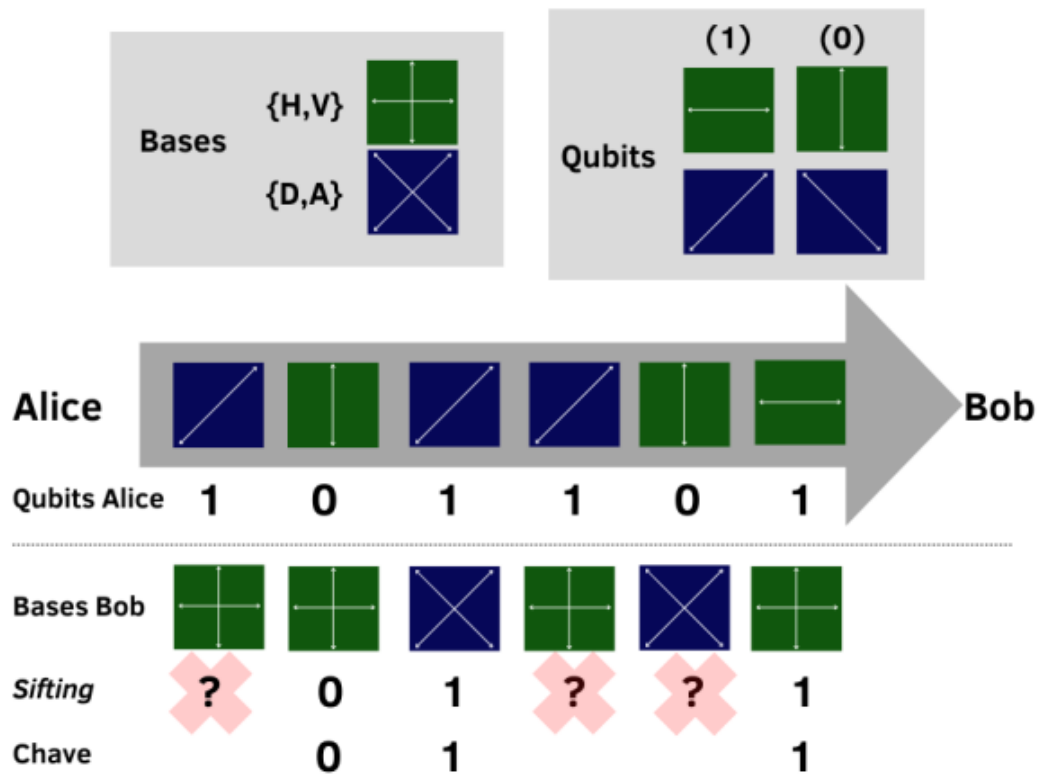 Bases
{H,V}
{D,A}
Qubits
(1) (0)
Alice
Bob
Qubits Alice 1 0 1 1 0 1
Bases Bob
Sifting ? 0 1 ? ? 1
Chave 0 1 1